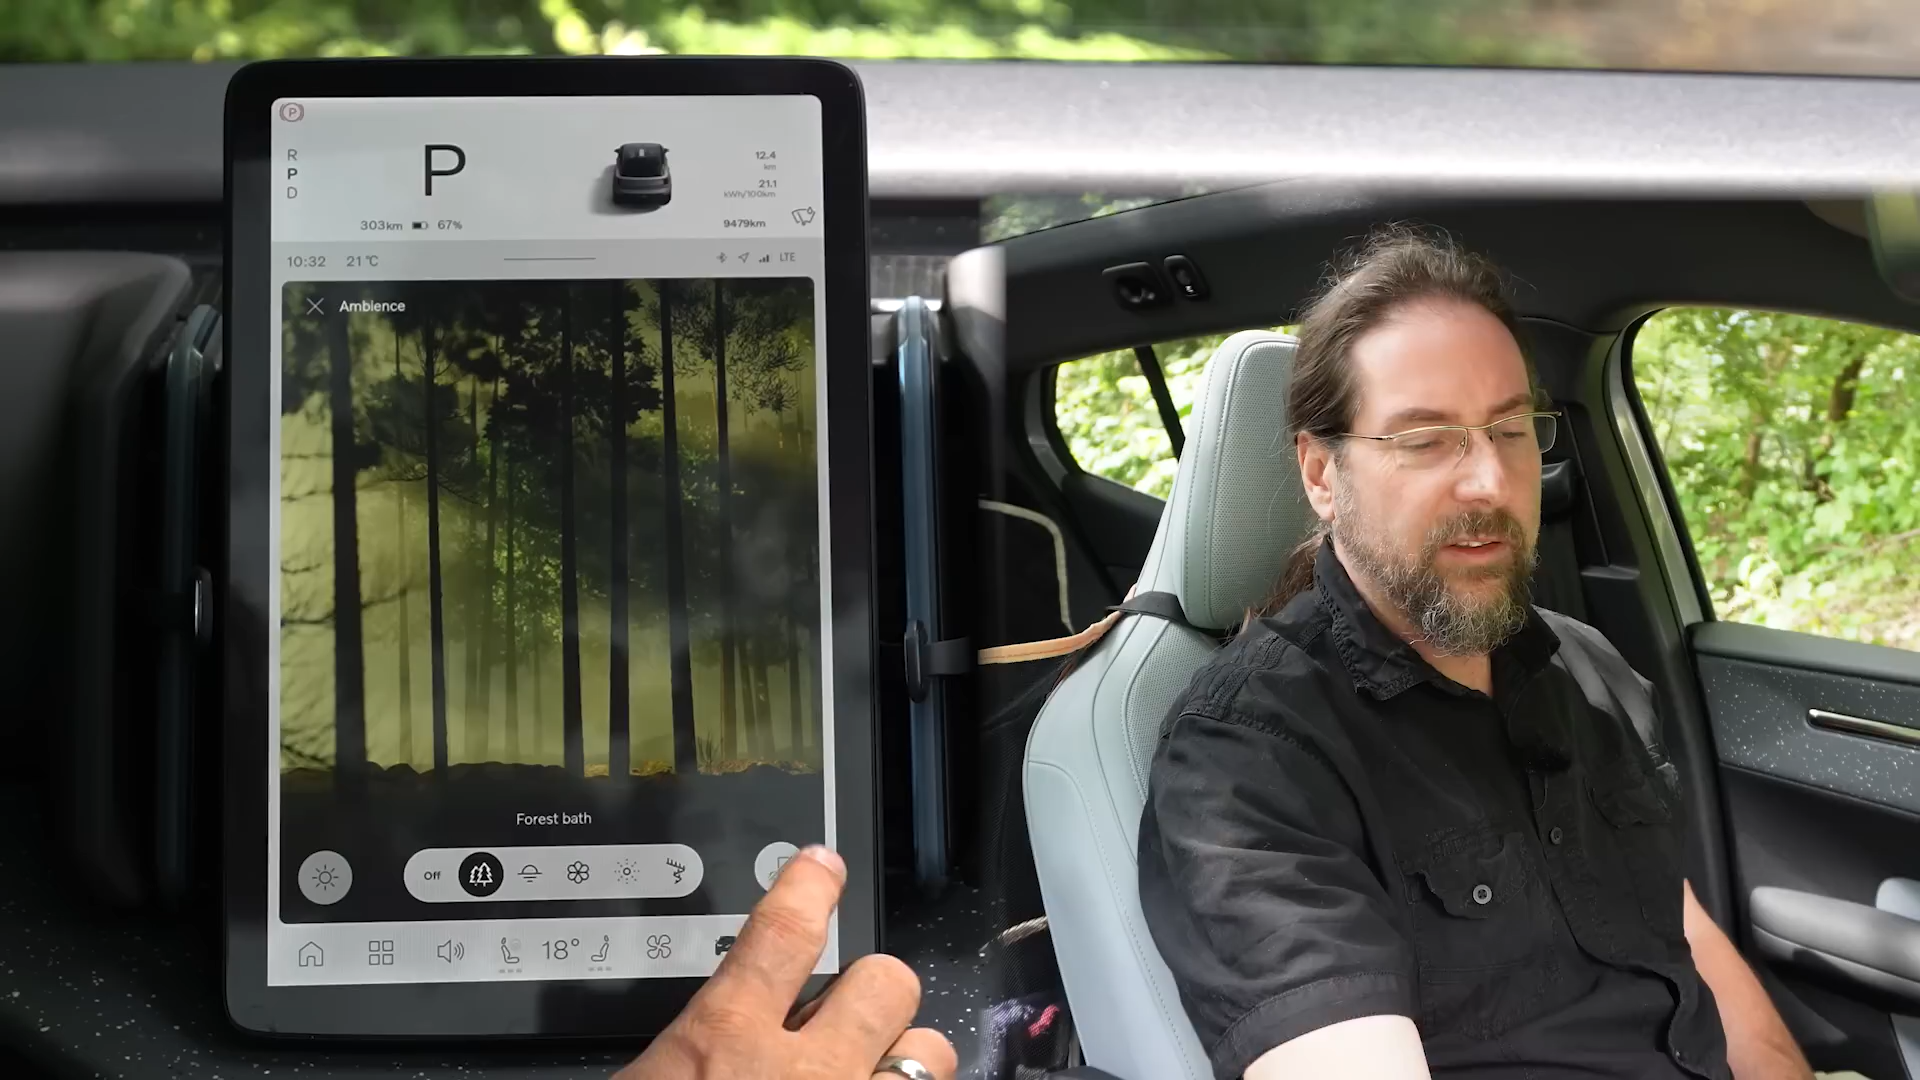 P
R
P
D
P
12.4
km
21.1
kWh/100km
303km 67%
9479km
10:32 21°C
LTE
Ambience
Forest bath
Off
18°